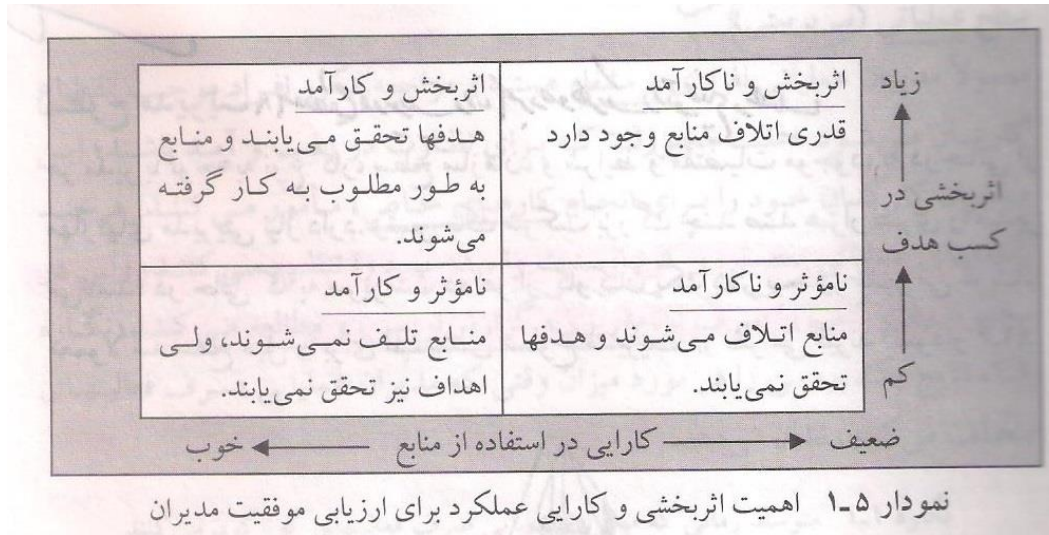 زیاد
اثربخشی در
کسب هدف
کم
اثربخش و ناکارآمد
قدری اتلاف منابع وجود دارد
اثربخش و کارآمد
هدفها تحقق می‌یابند و منابع
به طور مطلوب به کار گرفته
می‌شوند.
نامؤثر و ناکارآمد
منابع اتلاف می‌شوند و هدفها
تحقق نمی‌یابند.
نامؤثر و کارآمد
منابع تلف نمی‌شوند، ولی
اهداف نیز تحقق نمی‌یابند.
ضعیف کارایی در استفاده از منابع خوب
نمودار ۵ـ۱ اهمیت اثربخشی و کارایی عملکرد برای ارزیابی موفقیت مدیران